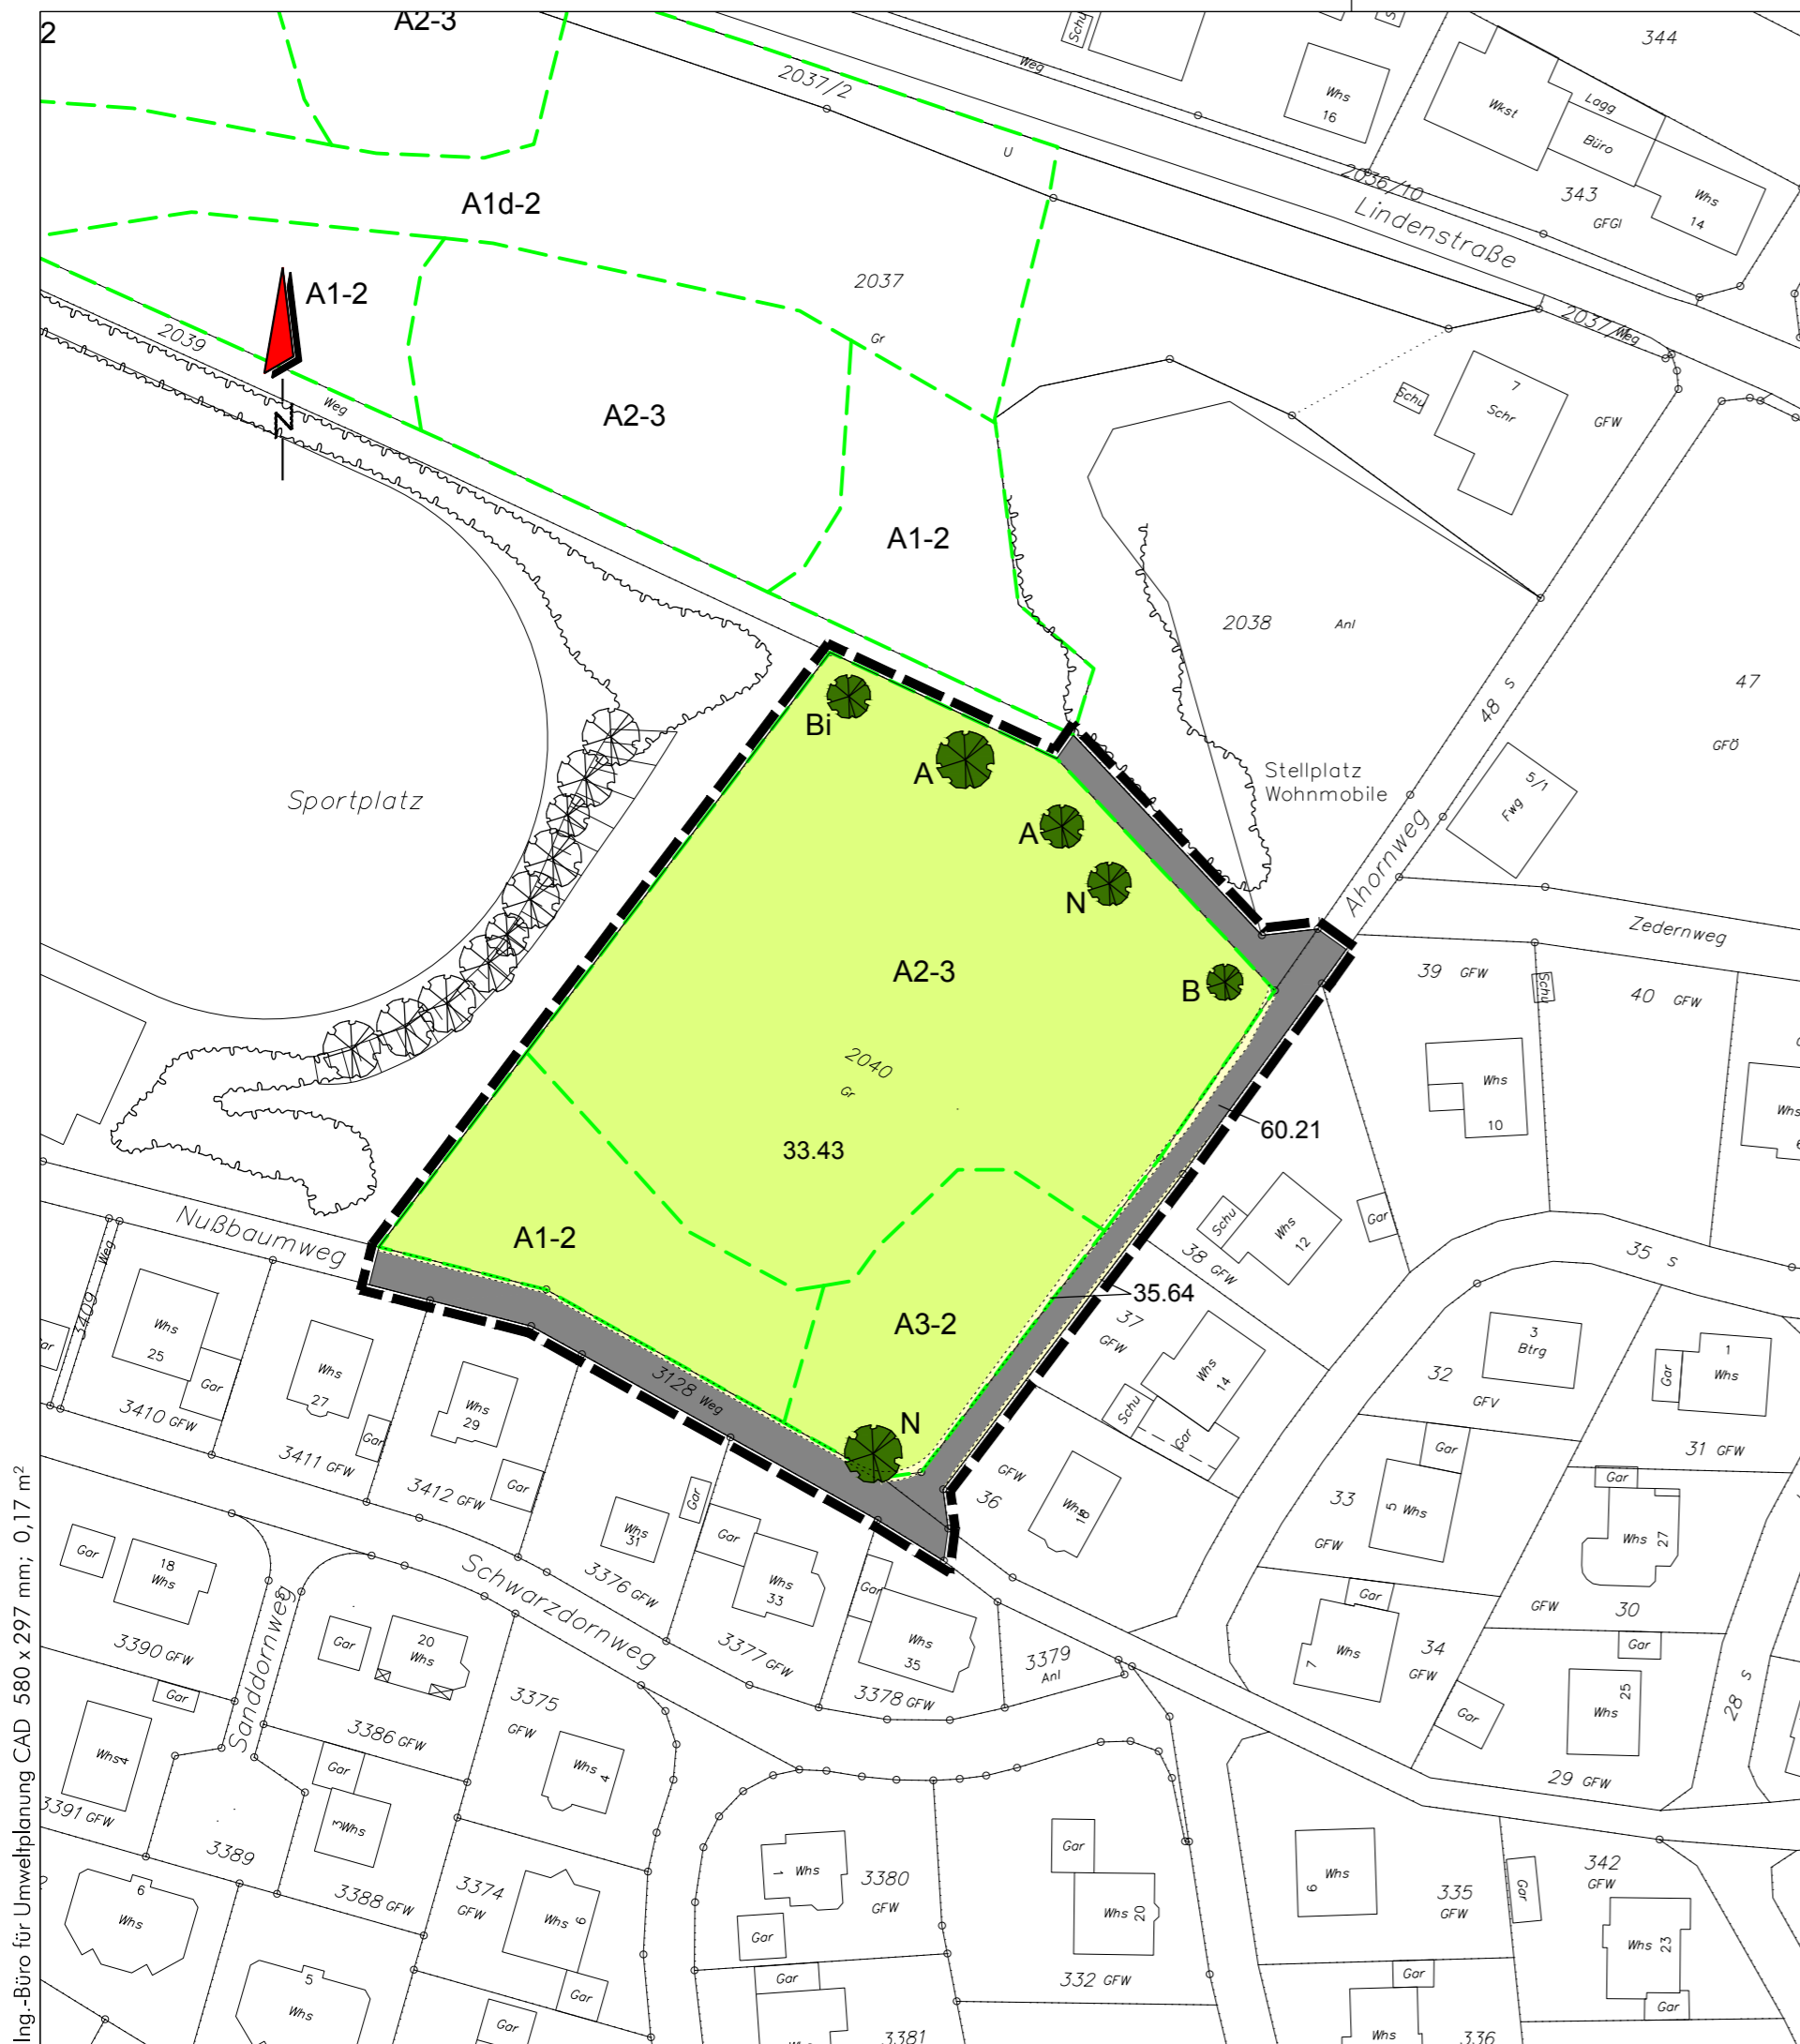 2
A2-3
Schu
344
Weg
2037/2
Whs
16
Wkst
Lagg
Büro
U
2036/10
343
GFGI
Whs
14
Lindenstraße
A1d-2
2037
A1-2
Gr
2037/1
Weg
2039
Weg
N
A2-3
7
Schr
Schu
GFW
A1-2
2038
Anl
47
48 S
GFÖ
Bi
A
Stellplatz
Wohnmobile
Sportplatz
5/1
Fwg
A
Ahornweg
N
Zedernweg
A2-3
39 GFW
Schu
40 GFW
B
2040
Gr
Whs
10
Whs
60.21
33.43
Nußbaumweg
Schu
Whs
12
Gar
A1-2
38 GFW
35 S
Weg
3409
35.64
37
GFW
A3-2
Whs
25
Gar
Whs
27
Whs
29
3128 Weg
Whs
14
3
Btrg
1
Whs
Gar
32
GFV
3410 GFW
Gar
3411 GFW
3412 GFW
Gar
N
Schu
Gar
Gar
31 GFW
GFW
36
Whs
33
5 Whs
Gar
Gar
Whs
31
Gar
Gar
18
Whs
Whs
33
Gar
GFW
Whs
27
Schwarzdornweg
3376 GFW
Gar
GFW
30
Sanddornweg
Gar
20
Whs
3377 GFW
Whs
35
3379
Anl
Whs
7
34
GFW
Gar
3390 GFW
Gar
3375
GFW
3378 GFW
Gar
Whs
25
28 S
3386 GFW
Whs
4
Gar
Whs
4
29 GFW
3391 GFW
3
Whs
3389
Gar
1
Whs
3380
GFW
Whs
6
342
GFW
Gar
335
GFW
6
Whs
3388 GFW
3374
GFW
Whs
6
Gar
Whs
20
Whs
23
5
Whs
Gar
Gar
332 GFW
Gar
Gar
Gar
3381
Whs
336
Ing.-Büro für Umweltplanung CAD 580 x 297 mm; 0,17 m²